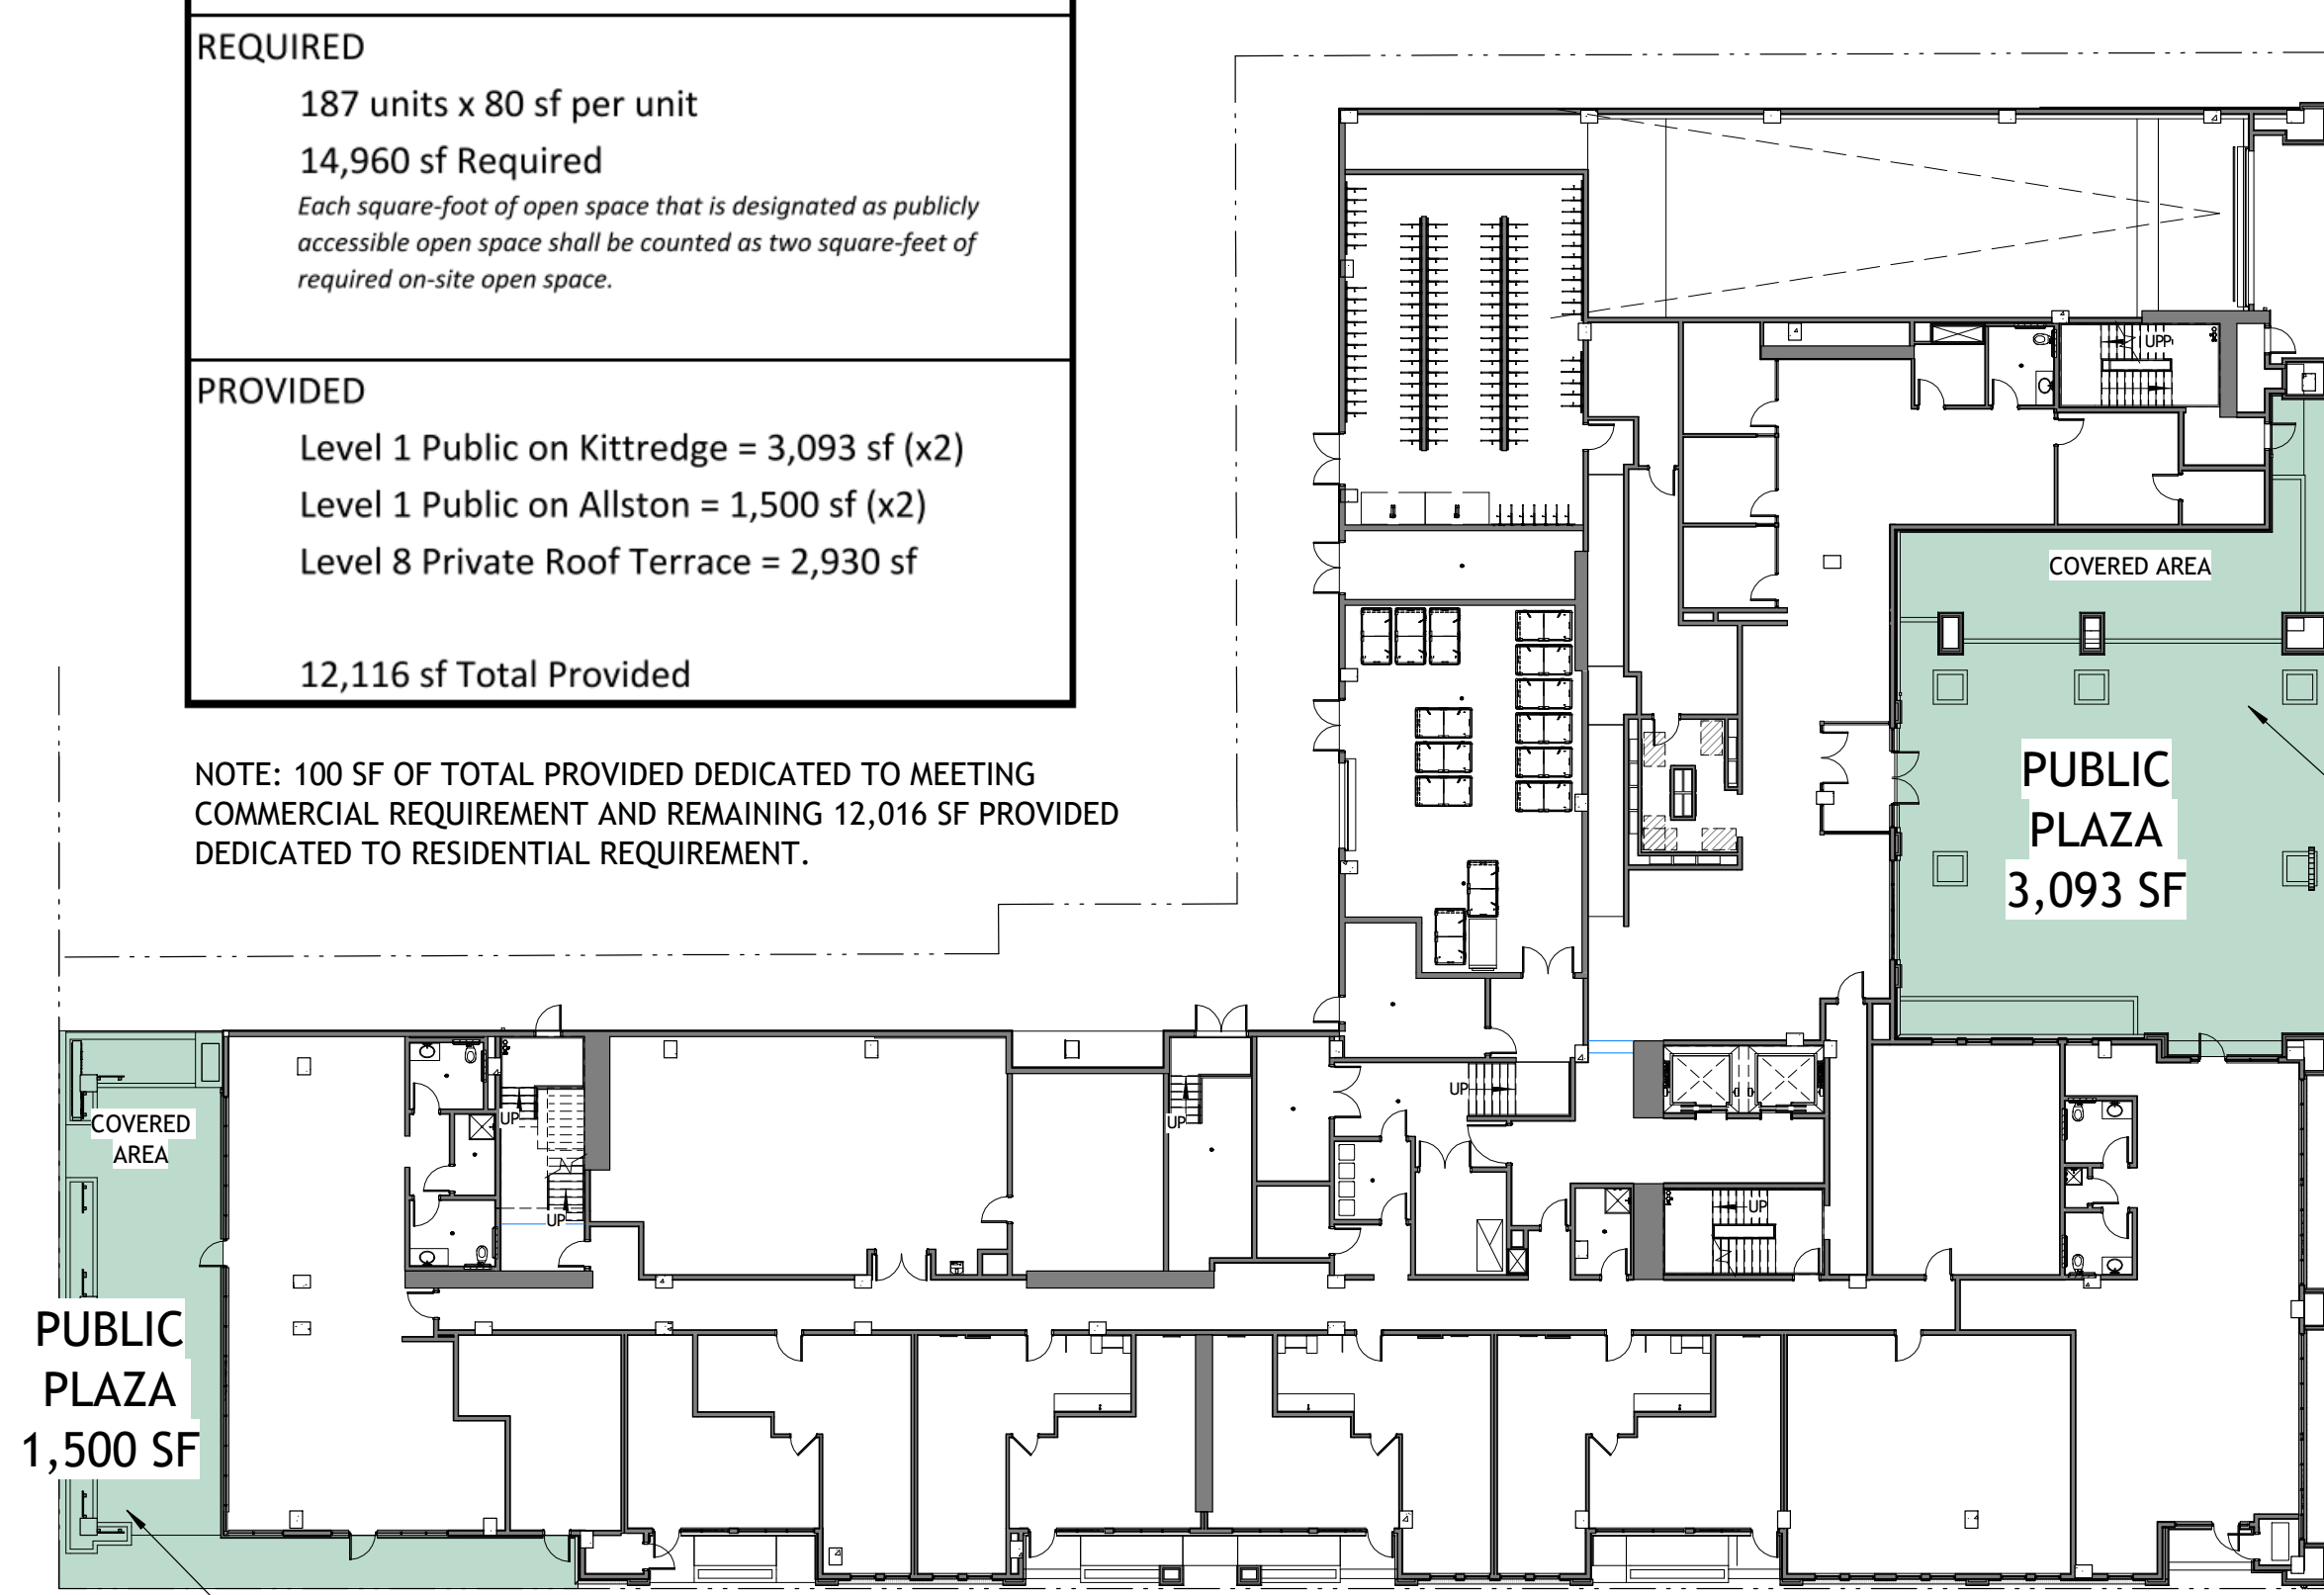 REQUIRED
187 units x 80 sf per unit
14,960 sf Required
Each square-foot of open space that is designated as publicly
accessible open space shall be counted as two square-feet of
required on-site open space.
PROVIDED
Level 1 Public on Kittredge = 3,093 sf (x2)
Level 1 Public on Allston = 1,500 sf (x2)
Level 8 Private Roof Terrace = 2,930 sf
12,116 sf Total Provided
NOTE: 100 SF OF TOTAL PROVIDED DEDICATED TO MEETING
COMMERCIAL REQUIREMENT AND REMAINING 12,016 SF PROVIDED
DEDICATED TO RESIDENTIAL REQUIREMENT.
UPP
COVERED AREA
PUBLIC
PLAZA
3,093 SF
COVERED
AREA
PUBLIC
PLAZA
1,500 SF
UP
UP
UP
UP
UP